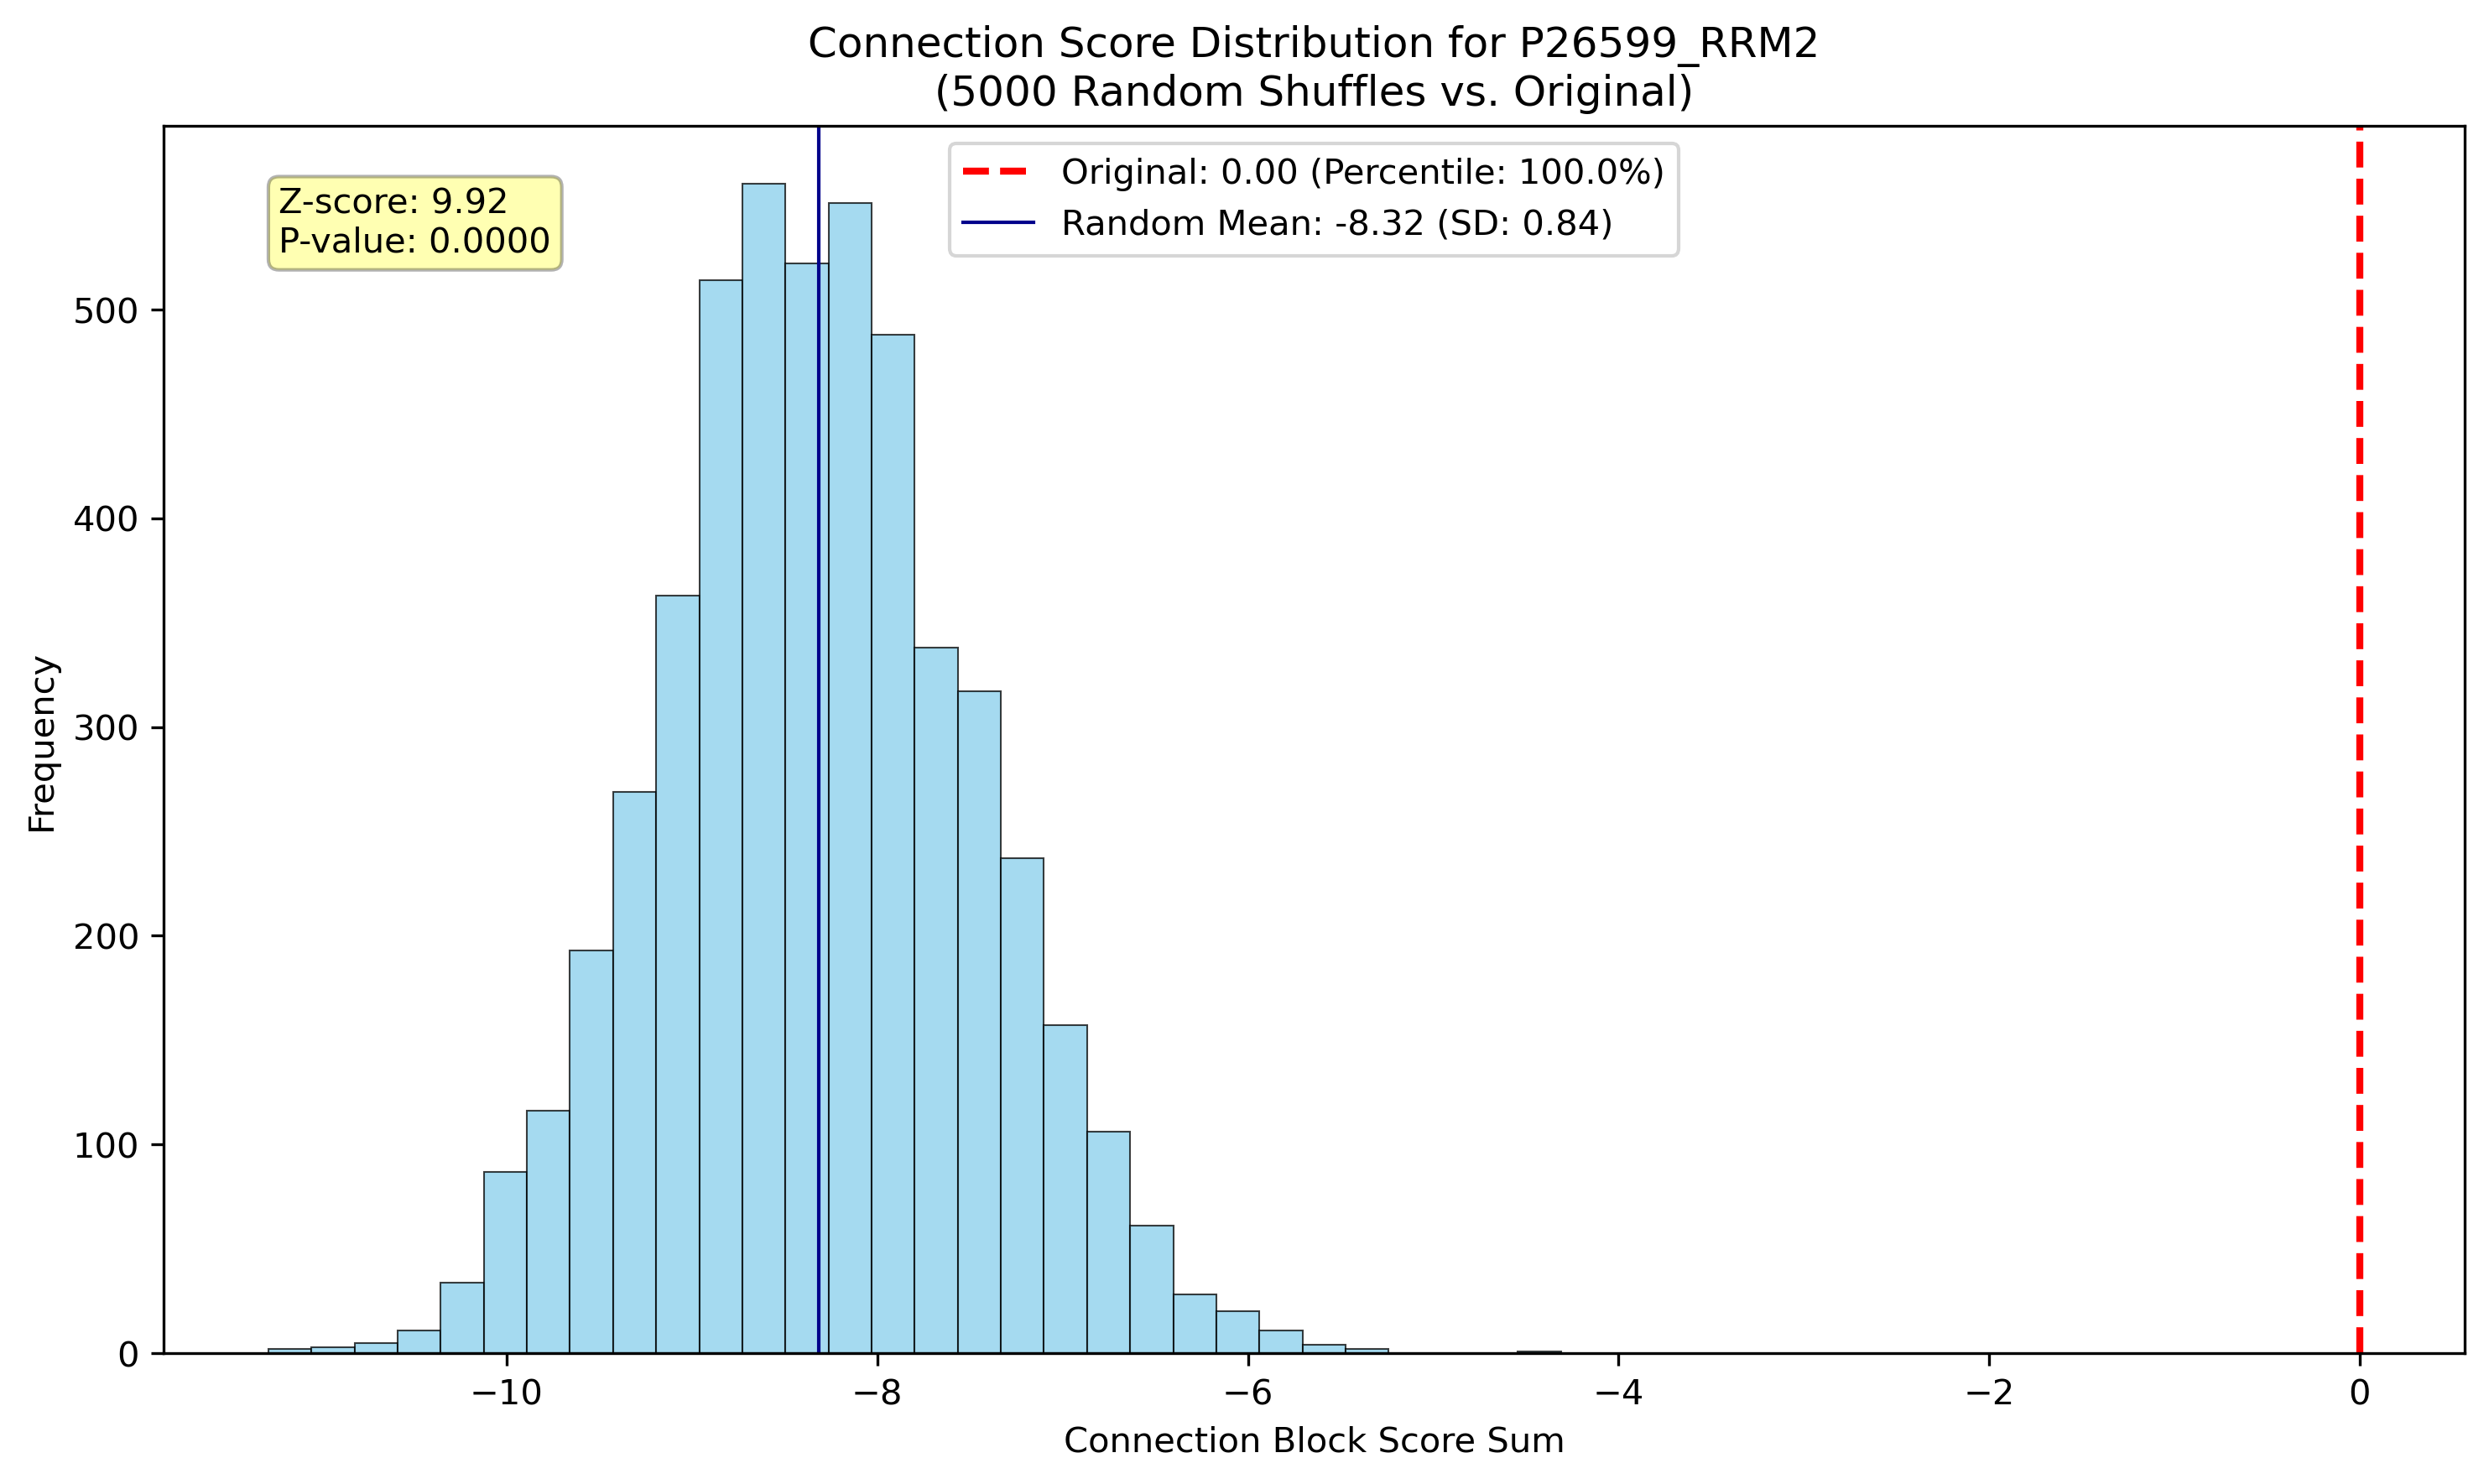 Connection Score Distribution for P26599_RRM2
(5000 Random Shuffles vs. Original)
Z-score: 9.92
P-value: 0.0000
Original: 0.00 (Percentile: 100.0%)
Random Mean: -8.32 (SD: 0.84)
Frequency
500
400
300
200
100
0
−10
−8
−6
−4
−2
0
Connection Block Score Sum